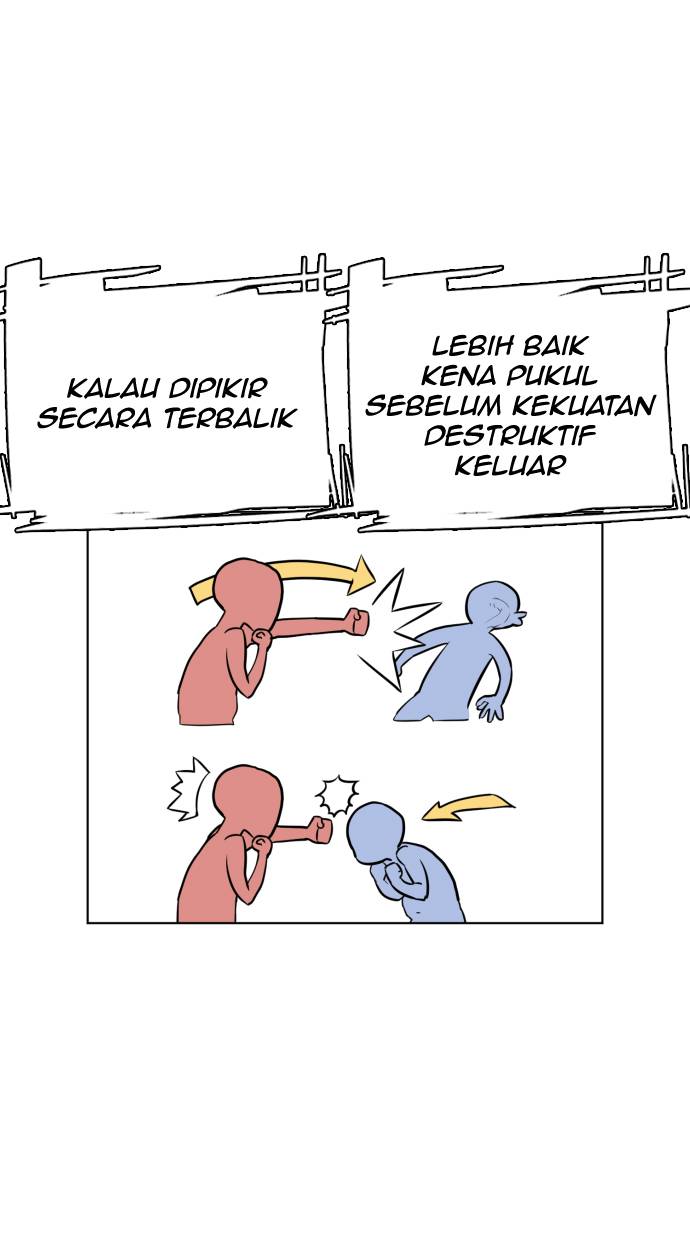 KALAU DIPIKIR
SECARA TERBALIK
LEBIH BAIK
KENA PUKUL
SEBELUM KEKUATAN
DESTRUKTIF
KELUAR